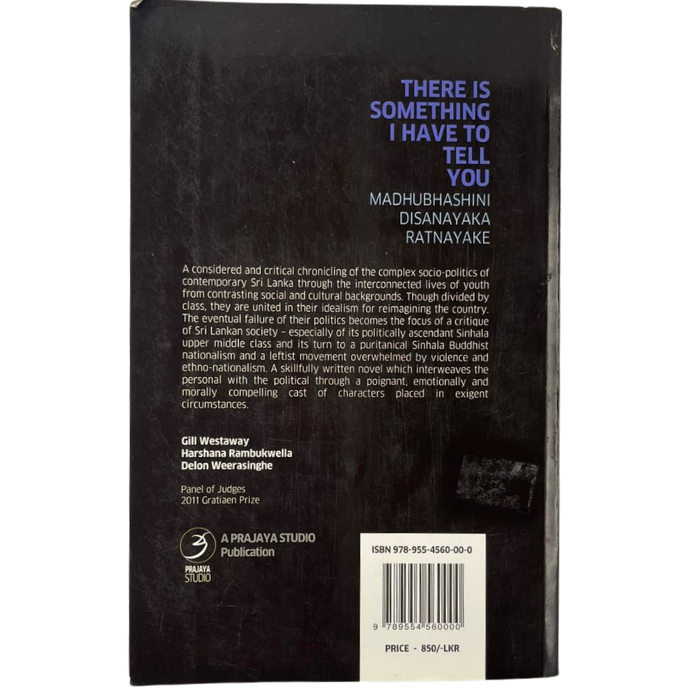 THERE IS
SOMETHING
I HAVE TO
TELL
YOU
MADHUBHASHINI
DISANAYAKA
RATNAYAKE
A considered and critical chronicling of the complex socio-politics of
contemporary Sri Lanka through the interconnected lives of youth
from contrasting social and cultural backgrounds. Though divided by
class, they are united in their idealism for reimagining the country.
The eventual failure of their politics becomes the focus of a critique
of Sri Lankan society – especially of its politically ascendant Sinhala
upper middle class and its turn to a puritanical Sinhala Buddhist
nationalism and a leftist movement overwhelmed by violence and
ethno-nationalism. A skillfully written novel which interweaves the
personal with the political through a poignant, emotionally and
morally compelling cast of characters placed in exigent
circumstances.
Gill Westaway
Harshana Rambukwella
Delon Weerasinghe
Panel of Judges
2011 Gratiaen Prize
A PRAJAYA STUDIO
Publication
PRAJAYA
STUDIO
ISBN 978-955-4560-00-0
9 789554 560000
PRICE - 850/-LKR